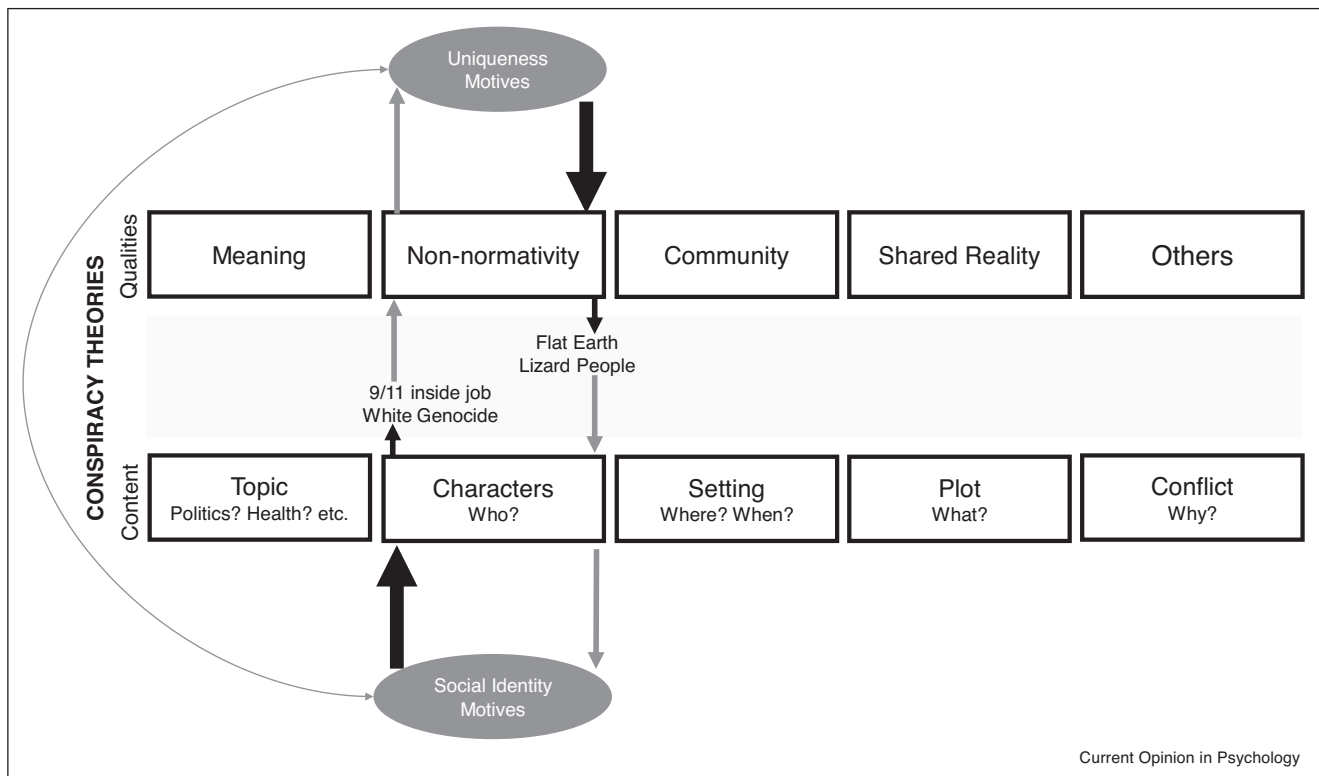 Uniqueness
Motives
CONSPIRACY THEORIES
Qualities
Meaning
Non-normativity
Community
Shared Reality
Others
Flat Earth
Lizard People
9/11 inside job
White Genocide
Content
Topic
Politics? Health? etc.
Characters
Who?
Setting
Where? When?
Plot
What?
Conflict
Why?
Social Identity
Motives
Current Opinion in Psychology